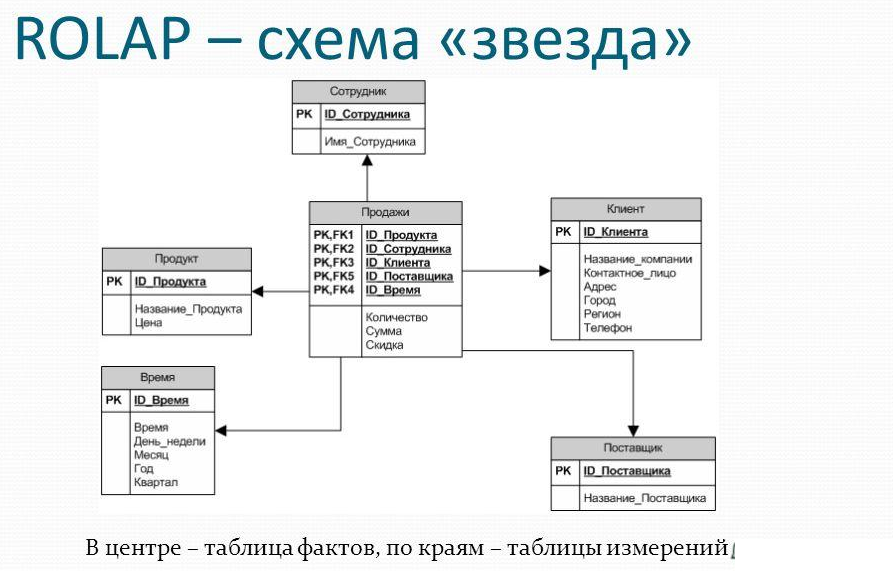 ROLAP – схема «звезда»
Сотрудник
PK ID_Сотрудника
Имя_Сотрудника
Продажи
PK,FK1 ID_Продукта
PK,FK2 ID_Сотрудника
PK,FK3 ID_Клиента
PK,FK5 ID_Поставщика
PK,FK4 ID_Время
Количество
Сумма
Скидка
Клиент
PK ID_Клиента
Название_компании
Контактное_лицо
Адрес
Город
Регион
Телефон
Продукт
PK ID_Продукта
Название_Продукта
Цена
Время
PK ID_Время
Время
День_недели
Месяц
Год
Квартал
Поставщик
PK ID_Поставщика
Название_Поставщика
В центре – таблица фактов, по краям – таблицы измерений